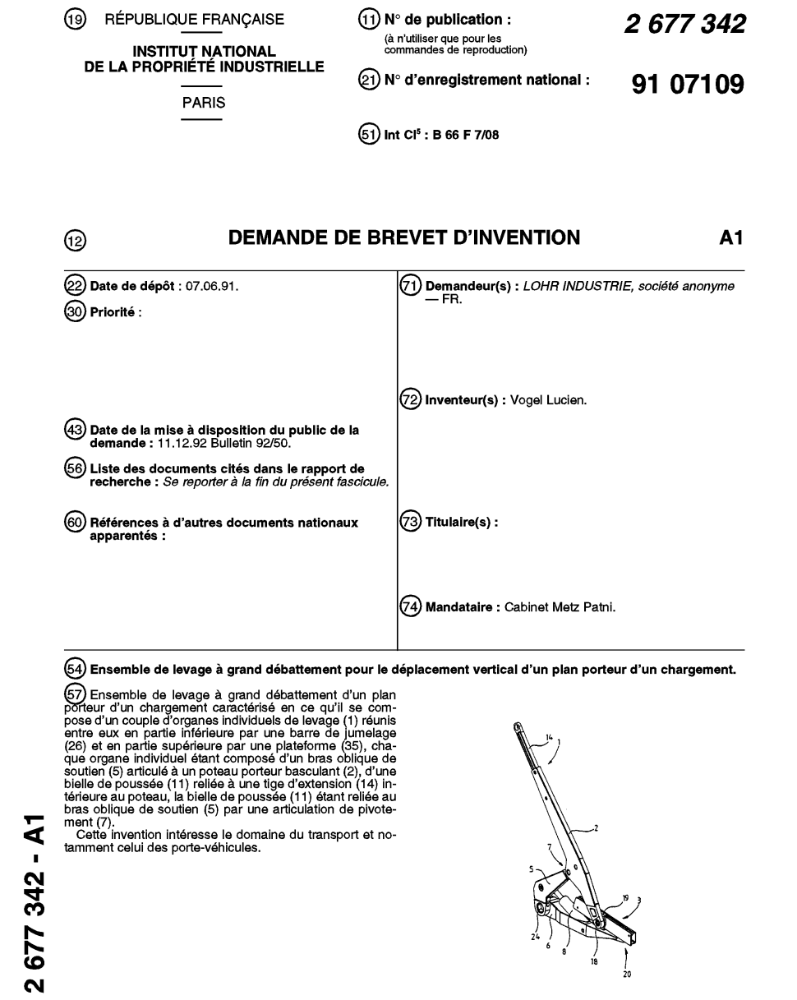 (19) RÉPUBLIQUE FRANÇAISE
INSTITUT NATIONAL
DE LA PROPRIÉTÉ INDUSTRIELLE
PARIS
(11) N° de publication :
(à n'utiliser que pour les
commandes de reproduction)
2 677 342
(21) N° d'enregistrement national :
91 07109
(51) Int Cl⁵ : B 66 F 7/08
(12) DEMANDE DE BREVET D'INVENTION A1
(22) Date de dépôt : 07.06.91.
(30) Priorité :
(43) Date de la mise à disposition du public de la
demande : 11.12.92 Bulletin 92/50.
(56) Liste des documents cités dans le rapport de
recherche : Se reporter à la fin du présent fascicule.
(60) Références à d'autres documents nationaux
apparentés :
(71) Demandeur(s) : LOHR INDUSTRIE, société anonyme
— FR.
(72) Inventeur(s) : Vogel Lucien.
(73) Titulaire(s) :
(74) Mandataire : Cabinet Metz Patni.
(54) Ensemble de levage à grand débattement pour le déplacement vertical d'un plan porteur d'un chargement.
(57) Ensemble de levage à grand débattement d'un plan
porteur d'un chargement caractérisé en ce qu'il se com-
pose d'un couple d'organes individuels de levage (1) réunis
entre eux en partie inférieure par une barre de jumelage
(26) et en partie supérieure par une plateforme (35), cha-
que organe individuel étant composé d'un bras oblique de
soutien (5) articulé à un poteau porteur basculant (2), d'une
bielle de poussée (11) reliée à une tige d'extension (14) in-
térieure au poteau, la bielle de poussée (11) étant reliée au
bras oblique de soutien (5) par une articulation de pivote-
ment (7).
Cette invention intéresse le domaine du transport et no-
tamment celui des porte-véhicules.
14
1
2
7
5
19
3
24
6
8
18
20
2 677 342 - A1